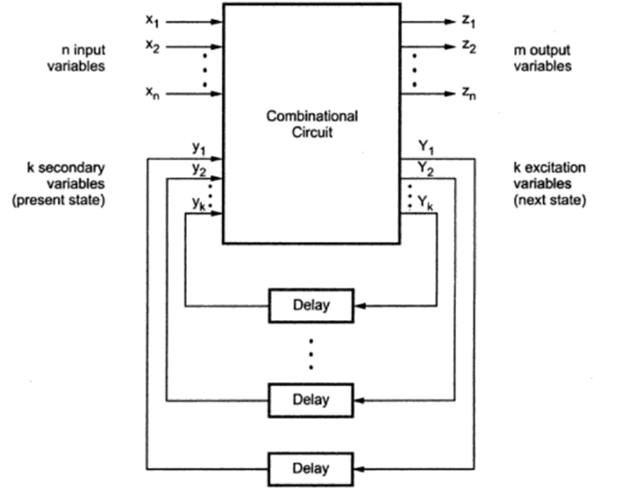 x1
x2
xn
n input
variables
z1
z2
zn
m output
variables
Combinational
Circuit
k secondary
variables
(present state)
y1
y2
yk
Y1
Y2
Yk
k excitation
variables
(next state)
Delay
Delay
Delay